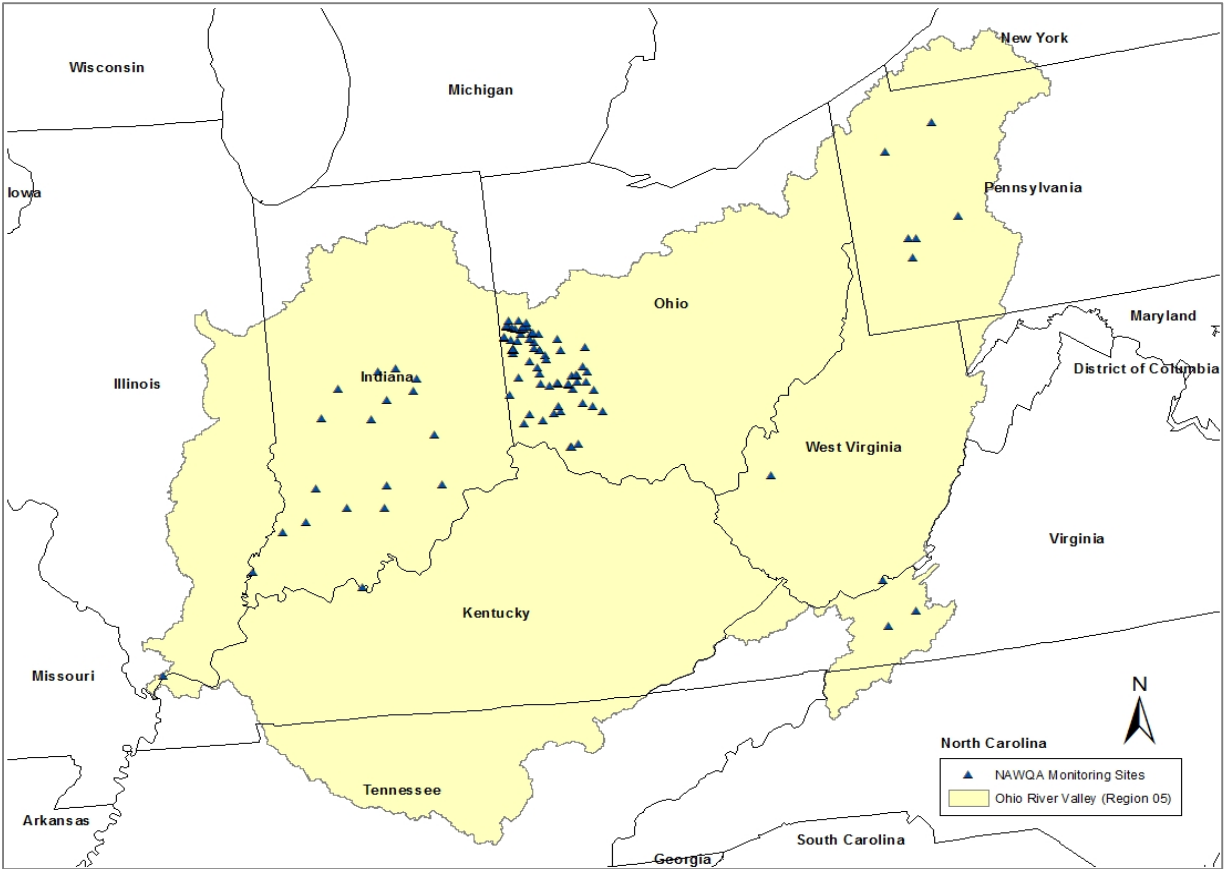 New York
Wisconsin
Michigan
Iowa
Pennsylvania
Ohio
Maryland
District of Columbia
Illinois
Indiana
West Virginia
Virginia
Kentucky
Missouri
N
North Carolina
NAWQA Monitoring Sites
Ohio River Valley (Region 05)
Tennessee
Arkansas
South Carolina
Georgia